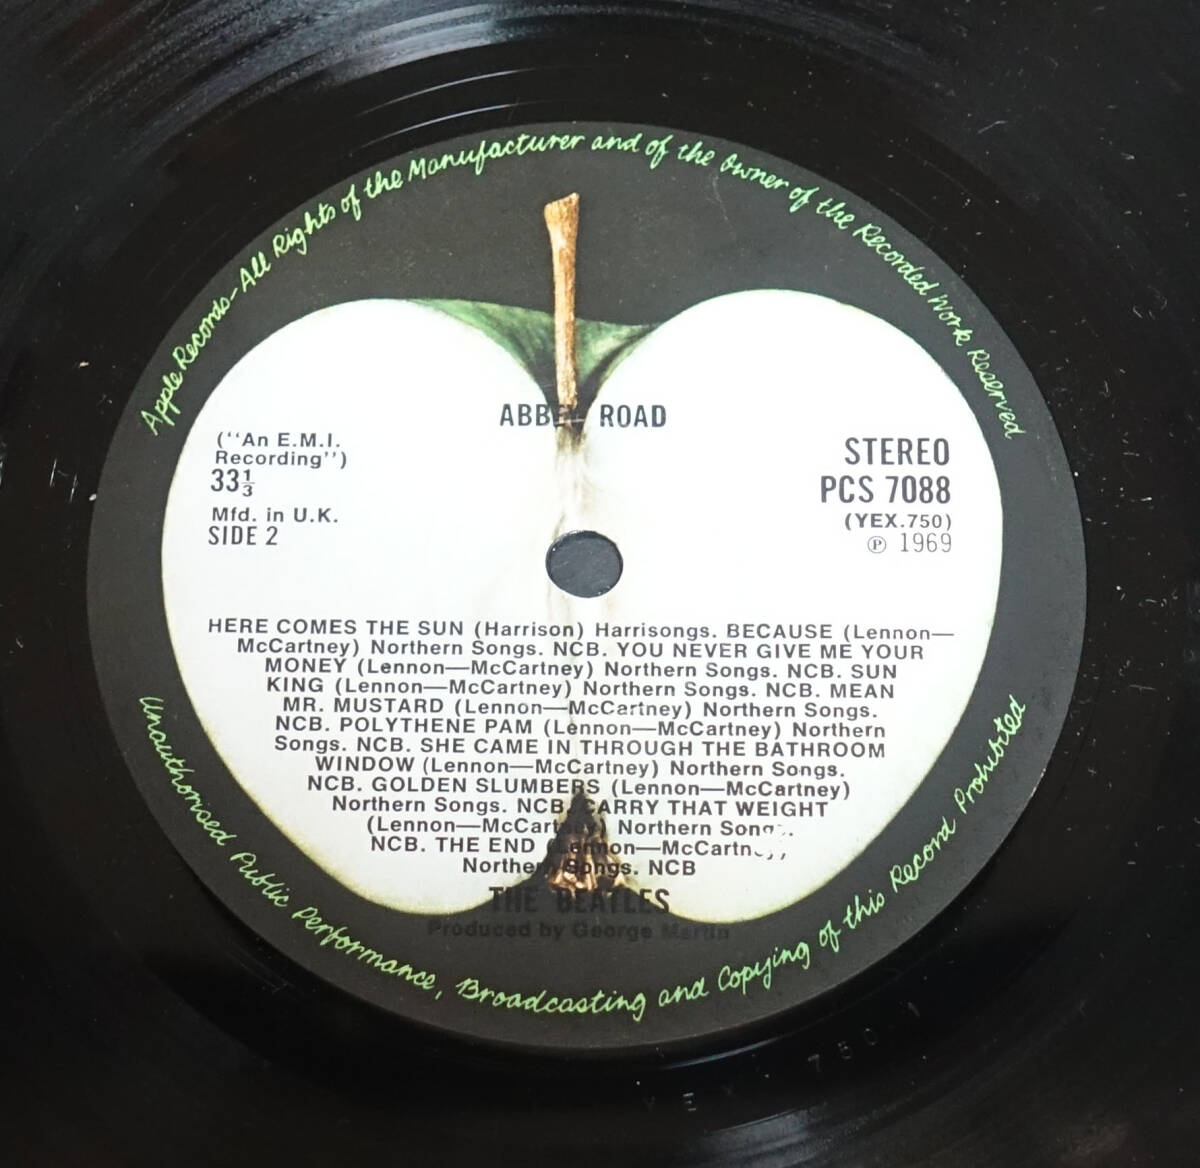 Apple Records—All Rights of the Manufacturer and of the Owner of the Recorded Work Reserved
ABBEY ROAD
(“An E.M.I.
Recording”)
33⅓
Mfd. in U.K.
SIDE 2
STEREO
PCS 7088
(YEX.750)
Ⓟ 1969
HERE COMES THE SUN (Harrison) Harrisongs. BECAUSE (Lennon—
McCartney) Northern Songs. NCB. YOU NEVER GIVE ME YOUR
MONEY (Lennon—McCartney) Northern Songs. NCB. SUN
KING (Lennon—McCartney) Northern Songs. NCB. MEAN
MR. MUSTARD (Lennon—McCartney) Northern Songs.
NCB. POLYTHENE PAM (Lennon—McCartney) Northern
Songs. NCB. SHE CAME IN THROUGH THE BATHROOM
WINDOW (Lennon—McCartney) Northern Songs.
NCB. GOLDEN SLUMBERS (Lennon—McCartney)
Northern Songs. NCB. CARRY THAT WEIGHT
(Lennon—McCartney) Northern Songs.
NCB. THE END (Lennon—McCartney)
Northern Songs. NCB
THE BEATLES
Produced by George Martin
Unauthorised Public Performance, Broadcasting and Copying of this Record Prohibited
YEX 750-1